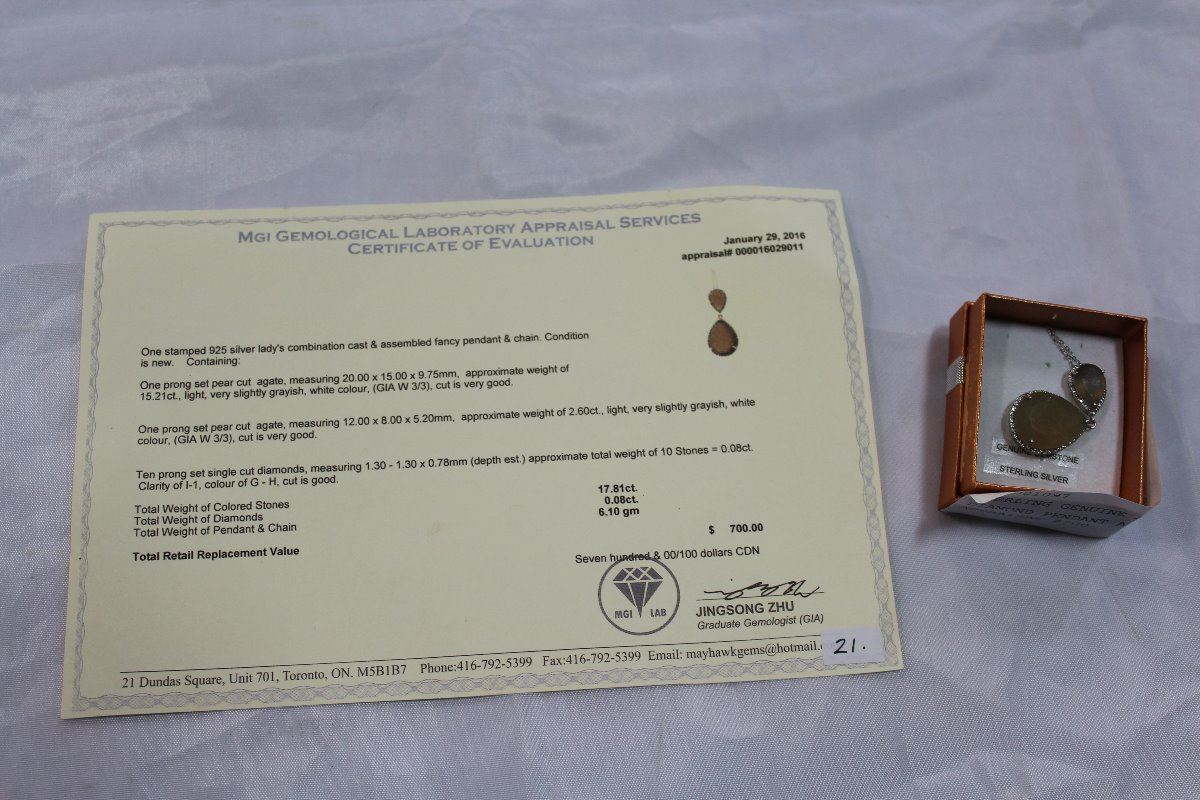 MGI GEMOLOGICAL LABORATORY APPRAISAL SERVICES
CERTIFICATE OF EVALUATION
January 29, 2016
appraisal# 000016029011
One stamped 925 silver lady's combination cast & assembled fancy pendant & chain. Condition
is new. Containing:
One prong set pear cut agate, measuring 20.00 x 15.00 x 9.75mm, approximate weight of
15.21ct., light, very slightly grayish, white colour, (GIA W 3/3), cut is very good.
One prong set pear cut agate, measuring 12.00 x 8.00 x 5.20mm, approximate weight of 2.60ct., light, very slightly grayish, white
colour, (GIA W 3/3), cut is very good.
Ten prong set single cut diamonds, measuring 1.30 - 1.30 x 0.78mm (depth est.) approximate total weight of 10 Stones = 0.08ct.
Clarity of I-1, colour of G - H, cut is good.
Total Weight of Colored Stones 17.81ct.
Total Weight of Diamonds 0.08ct.
Total Weight of Pendant & Chain 6.10 gm
Total Retail Replacement Value $ 700.00
Seven hundred & 00/100 dollars CDN
MGI LAB
JINGSONG ZHU
Graduate Gemologist (GIA)
21 Dundas Square, Unit 701, Toronto, ON. M5B1B7 Phone:416-792-5399 Fax:416-792-5399 Email: mayhawkgems@hotmail.
21.
STERLING SILVER
GENUINE
PENDANT